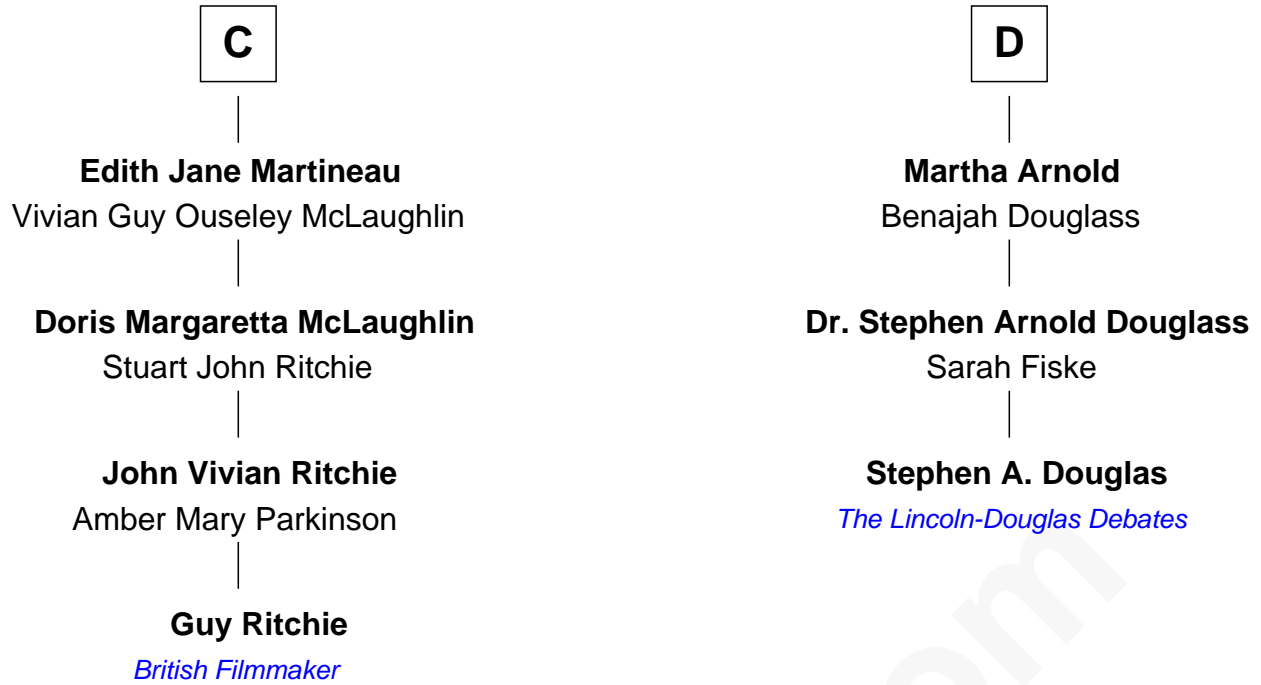 C
Edith Jane Martineau
Vivian Guy Ouseley McLaughlin
Doris Margaretta McLaughlin
Stuart John Ritchie
John Vivian Ritchie
Amber Mary Parkinson
Guy Ritchie
British Filmmaker
D
Martha Arnold
Benajah Douglass
Dr. Stephen Arnold Douglass
Sarah Fiske
Stephen A. Douglas
The Lincoln-Douglas Debates